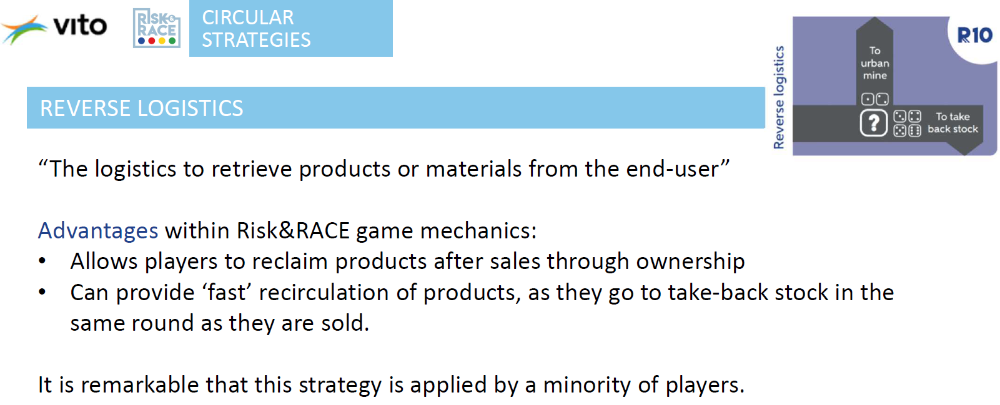 vito
RISK&
RACE
CIRCULAR
STRATEGIES
Reverse logistics
To
urban
mine
?
To take
back stock
R10
REVERSE LOGISTICS
“The logistics to retrieve products or materials from the end-user”
Advantages within Risk&RACE game mechanics:
• Allows players to reclaim products after sales through ownership
• Can provide ‘fast’ recirculation of products, as they go to take-back stock in the
same round as they are sold.
It is remarkable that this strategy is applied by a minority of players.